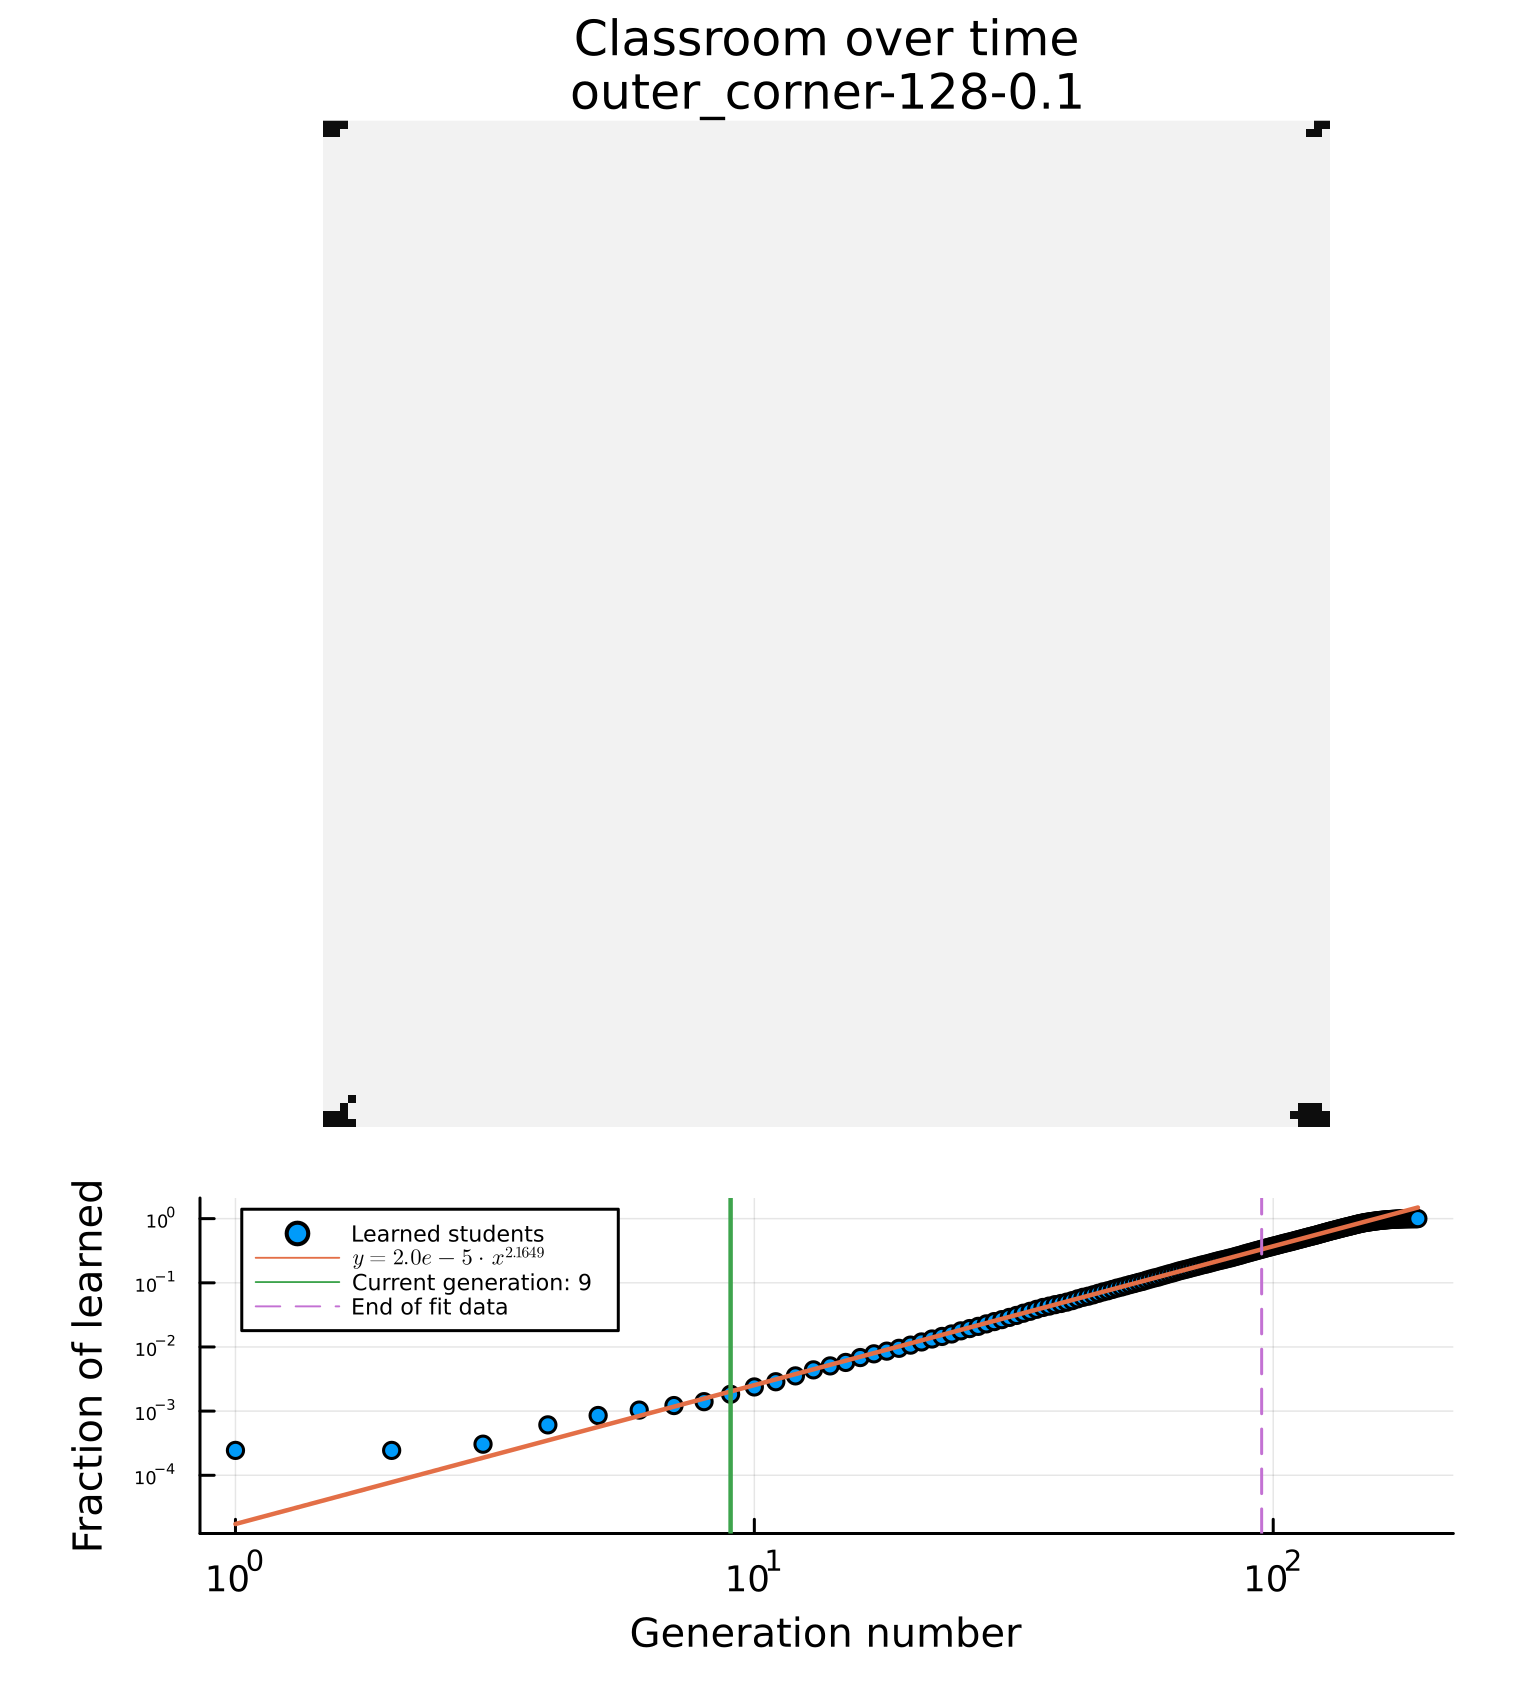 Classroom over time
outer_corner-128-0.1
Fraction of learned
10^0
10^-1
10^-2
10^-3
10^-4
Learned students
y = 2.0e − 5 · x^2.1649
Current generation: 9
End of fit data
10^0
10^1
10^2
Generation number